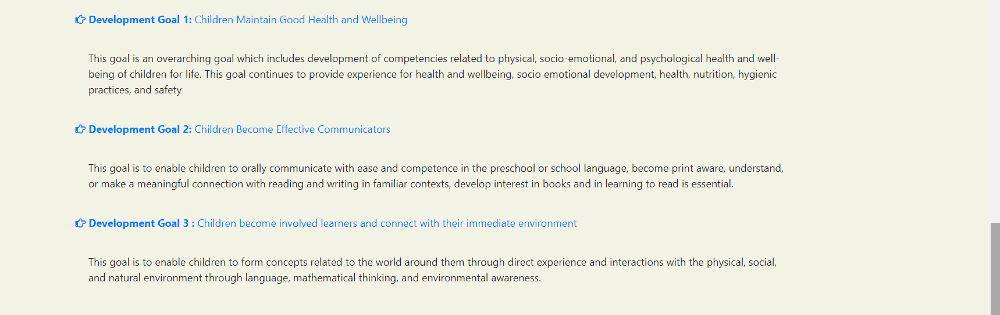 Development Goal 1: Children Maintain Good Health and Wellbeing
This goal is an overarching goal which includes development of competencies related to physical, socio-emotional, and psychological health and well-
being of children for life. This goal continues to provide experience for health and wellbeing, socio emotional development, health, nutrition, hygienic
practices, and safety
Development Goal 2: Children Become Effective Communicators
This goal is to enable children to orally communicate with ease and competence in the preschool or school language, become print aware, understand,
or make a meaningful connection with reading and writing in familiar contexts, develop interest in books and in learning to read is essential.
Development Goal 3 : Children become involved learners and connect with their immediate environment
This goal is to enable children to form concepts related to the world around them through direct experience and interactions with the physical, social,
and natural environment through language, mathematical thinking, and environmental awareness.